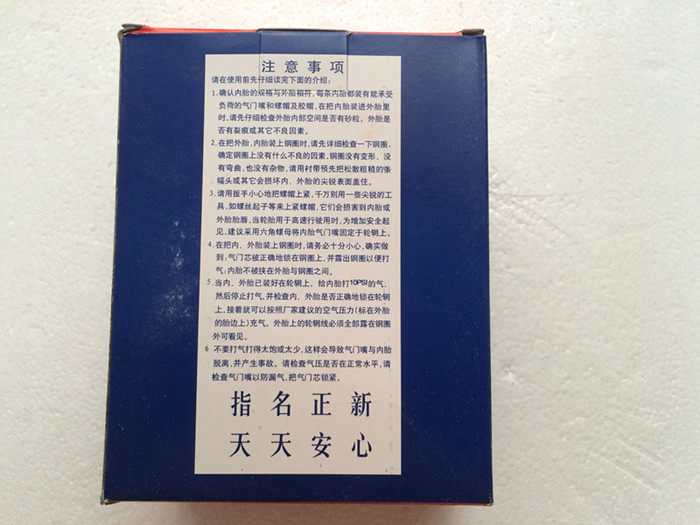 注意事项
请在使用前先仔细读完下面的介绍:
1.确认内胎的规格与外胎相符,每条内胎都装有能承受
负荷的气门嘴和螺帽及胶帽,在把内胎装进外胎里
时,请先仔细检查外胎内部空间是否有砂粒,外胎是
否有裂痕或其它不良因素。
2.在把外胎,内胎装上钢圈时,请先详细检查一下钢圈,
确定钢圈上没有什么不良的因素,钢圈没有变形、没
有弯曲,也没有杂物,请用衬带预先把松散粗糙的条
幅头或其它会损坏内、外胎的尖锐表面盖住。
3.请用扳手小心地把螺帽上紧,千万别用一些尖锐的工
具,如螺丝起子等来上紧螺帽,它们会损害到内胎或
外胎胎唇,当轮胎用于高速行驶用时,为增加安全起
见,建议采用六角螺母将内胎气门嘴固定于轮辋上。
4.在把内、外胎装上钢圈时,请务必十分小心,确实做
到:气门芯被正确地锁在钢圈上,并露出钢圈以便打
气;内胎不被挟在外胎与钢圈之间。
5.当内、外胎已装好在轮辋上,给内胎打10PSI的气,
然后停止打气,并检查内、外胎是否正确地锁在轮辋
上,接着就可以按照厂家建议的空气压力(标在外胎
的胎边上)充气。外胎上的轮辋线必须全部露在钢圈
外可看见。
6 不要打气打得太饱或太少,这样会导致气门嘴与内胎
脱离,并产生事故。请检查气压是否在正常水平,请
检查气门嘴以防漏气,把气门芯锁紧。
指名正新
天天安心